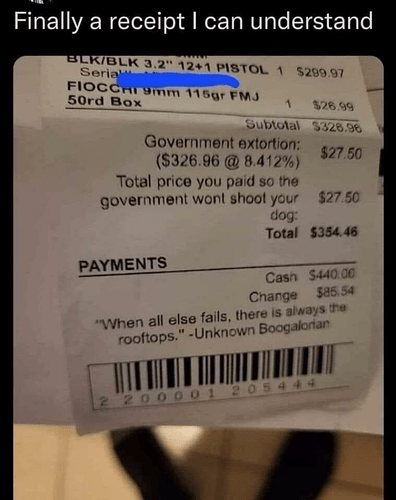 Finally a receipt I can understand
BLK/BLK 3.2" 12+1 PISTOL 1 $299.97
Serial
FIOCCHI 9mm 115gr FMJ
50rd Box 1 $26.99
Subtotal $326.96
Government extortion: $27.50
($326.96 @ 8.412%)
Total price you paid so the
government wont shoot your $27.50
dog:
Total $354.46
PAYMENTS
Cash $440.00
Change $85.54
"When all else fails, there is always the
rooftops." -Unknown Boogalorian
2 200001 205444